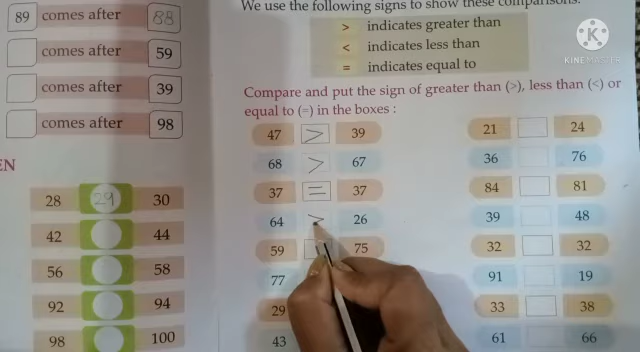 89 comes after 88
comes after 59
comes after 39
comes after 98
EN
28 29 30
42 44
56 58
92 94
98 100
We use the following signs to show these comparisons.
> indicates greater than
< indicates less than
= indicates equal to
Compare and put the sign of greater than (>), less than (<) or
equal to (=) in the boxes :
47 > 39
68 > 67
37 = 37
64 > 26
59 75
77
29
43
21 24
36 76
84 81
39 48
32 32
91 19
33 38
61 66
K
KINEMASTER